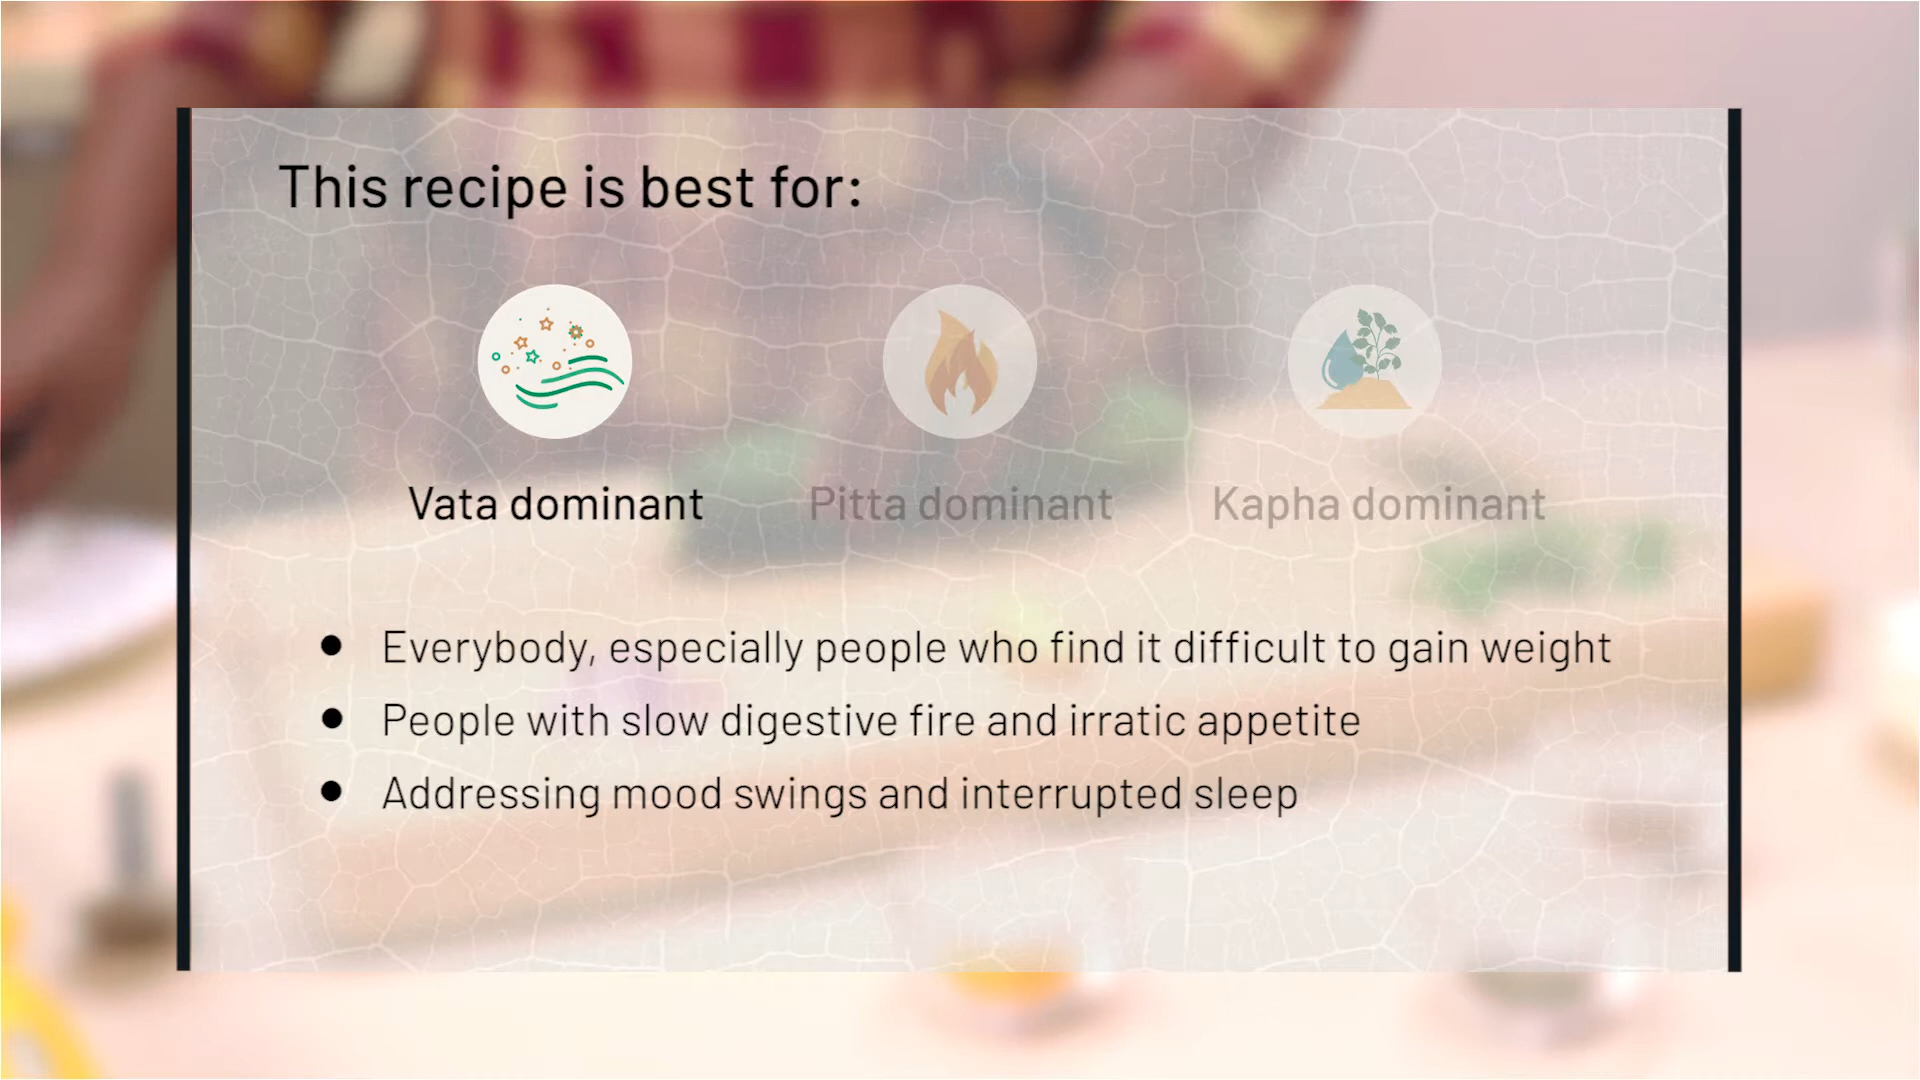 This recipe is best for:
Vata dominant
Pitta dominant
Kapha dominant
Everybody, especially people who find it difficult to gain weight
People with slow digestive fire and irratic appetite
Addressing mood swings and interrupted sleep